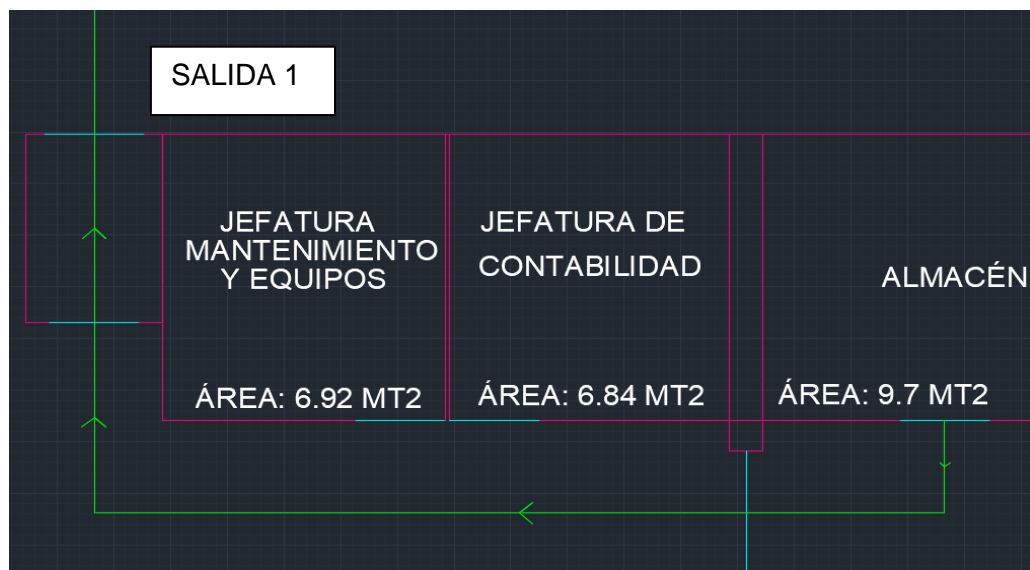 SALIDA 1
JEFATURA
MANTENIMIENTO
Y EQUIPOS
ÁREA: 6.92 MT2
JEFATURA DE
CONTABILIDAD
ÁREA: 6.84 MT2
ALMACÉN
ÁREA: 9.7 MT2